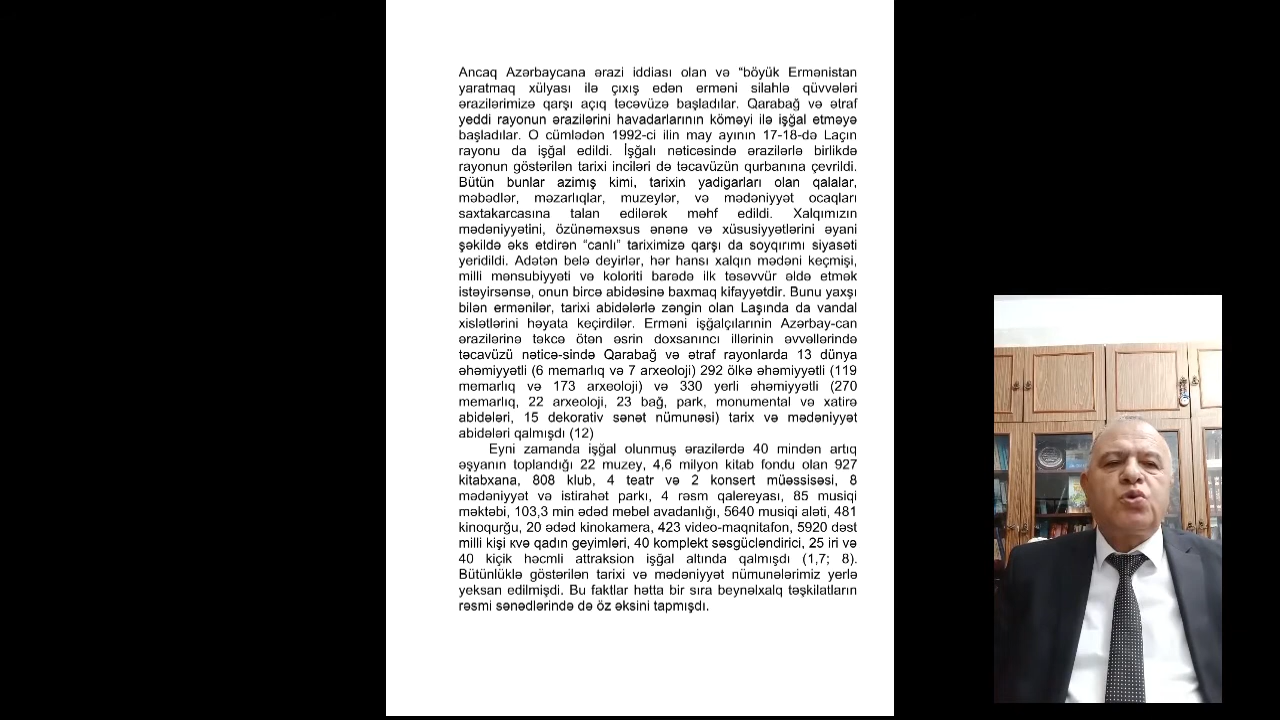 Ancaq Azərbaycana ərazi iddiası olan və “böyük Ermənistan
yaratmaq xülyası ilə çıxış edən erməni silahlə qüvvələri
ərazilərimizə qarşı açıq təcəvüzə başladılar. Qarabağ və ətraf
yeddi rayonun ərazilərini havadarlarının köməyi ilə işğal etməyə
başladılar. O cümlədən 1992-ci ilin may ayının 17-18-də Laçın
rayonu da işğal edildi. İşğalı nəticəsində ərazilərlə birlikdə
rayonun göstərilən tarixi inciləri də təcavüzün qurbanına çevrildi.
Bütün bunlar azimış kimi, tarixin yadigarları olan qalalar,
məbədlər, məzarlıqlar, muzeylər, və mədəniyyət ocaqları
saxtakarcasına talan edilərək məhf edildi. Xalqımızın
mədəniyyətini, özünəməxsus ənənə və xüsusiyyətlərini əyani
şəkildə əks etdirən “canlı” tariximizə qarşı da soyqırımı siyasəti
yeridildi. Adətən belə deyirlər, hər hansı xalqın mədəni keçmişi,
milli mənsubiyyəti və koloriti barədə ilk təsəvvür əldə etmək
istəyirsənsə, onun bircə abidəsinə baxmaq kifayyətdir. Bunu yaxşı
bilən ermənilər, tarixi abidələrlə zəngin olan Laşında da vandal
xislətlərini həyata keçirdilər. Erməni işğalçılarınin Azərbay-can
ərazilərinə təkcə ötən əsrin doxsanıncı illərinin əvvəllərində
təcavüzü nəticə-sində Qarabağ və ətraf rayonlarda 13 dünya
əhəmiyyətli (6 memarlıq və 7 arxeoloji) 292 ölkə əhəmiyyətli (119
memarlıq və 173 arxeoloji) və 330 yerli əhəmiyyətli (270
memarlıq, 22 arxeoloji, 23 bağ, park, monumental və xatirə
abidələri, 15 dekorativ sənət nümunəsi) tarix və mədəniyyət
abidələri qalmışdı (12)
Eyni zamanda işğal olunmuş ərazilərdə 40 mindən artıq
əşyanın toplandığı 22 muzey, 4,6 milyon kitab fondu olan 927
kitabxana, 808 klub, 4 teatr və 2 konsert müəssisəsi, 8
mədəniyyət və istirahət parkı, 4 rəsm qalereyası, 85 musiqi
məktəbi, 103,3 min ədəd mebel avadanlığı, 5640 musiqi aləti, 481
kinoqurğu, 20 ədəd kinokamera, 423 video-maqnitafon, 5920 dəst
milli kişi кvə qadın geyimləri, 40 komplekt səsgücləndirici, 25 iri və
40 kiçik həcmli attraksion işğal altında qalmışdı (1,7; 8).
Bütünlüklə göstərilən tarixi və mədəniyyət nümunələrimiz yerlə
yeksan edilmişdi. Bu faktlar hətta bir sıra beynəlxalq təşkilatların
rəsmi sənədlərində də öz əksini tapmışdı.